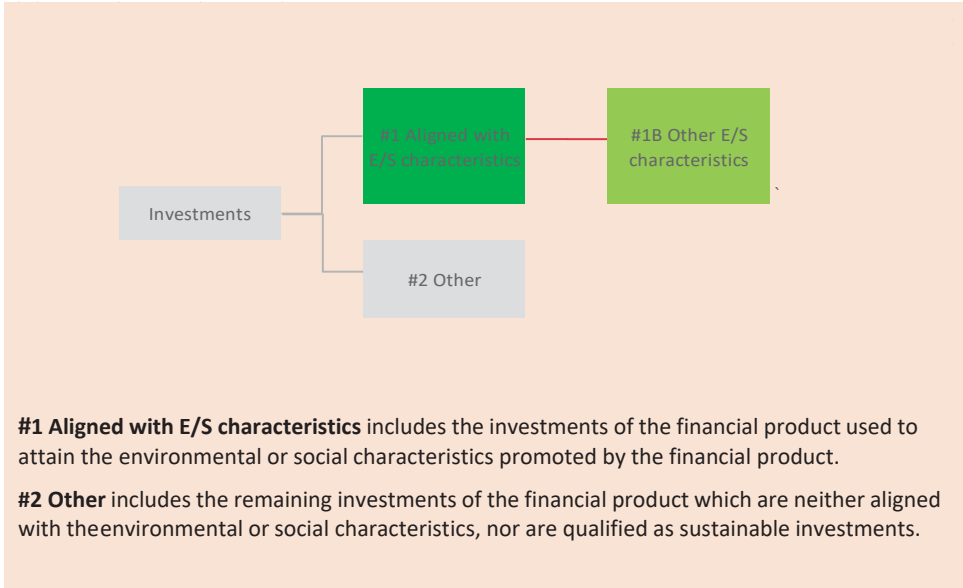 #1 Aligned with
E/S characteristics
#1B Other E/S
characteristics
`
Investments
#2 Other
#1 Aligned with E/S characteristics includes the investments of the financial product used to
attain the environmental or social characteristics promoted by the financial product.
#2 Other includes the remaining investments of the financial product which are neither aligned
with theenvironmental or social characteristics, nor are qualified as sustainable investments.